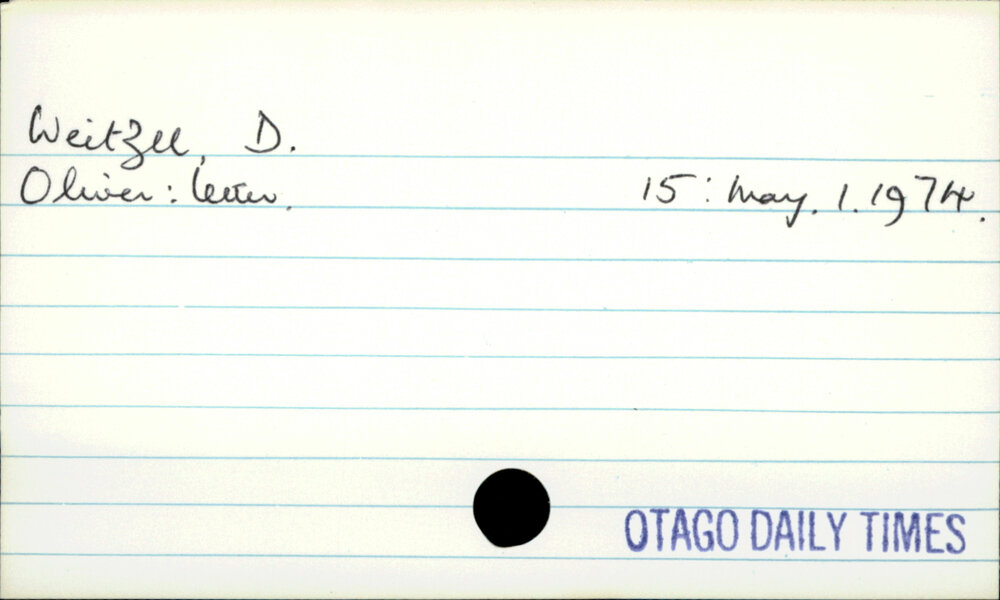 Weitzel, D.
Oliver: letter. 15: May. 1. 1974.
OTAGO DAILY TIMES